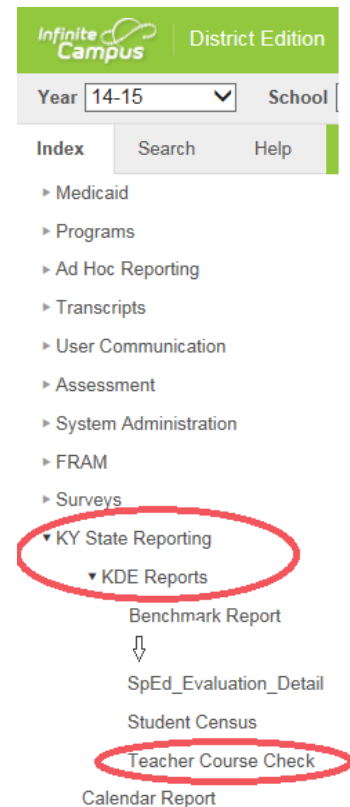 Infinite Campus District Edition
Year 14-15 School
Index Search Help
Medicaid
Programs
Ad Hoc Reporting
Transcripts
User Communication
Assessment
System Administration
FRAM
Surveys
KY State Reporting
KDE Reports
Benchmark Report
SpEd_Evaluation_Detail
Student Census
Teacher Course Check
Calendar Report